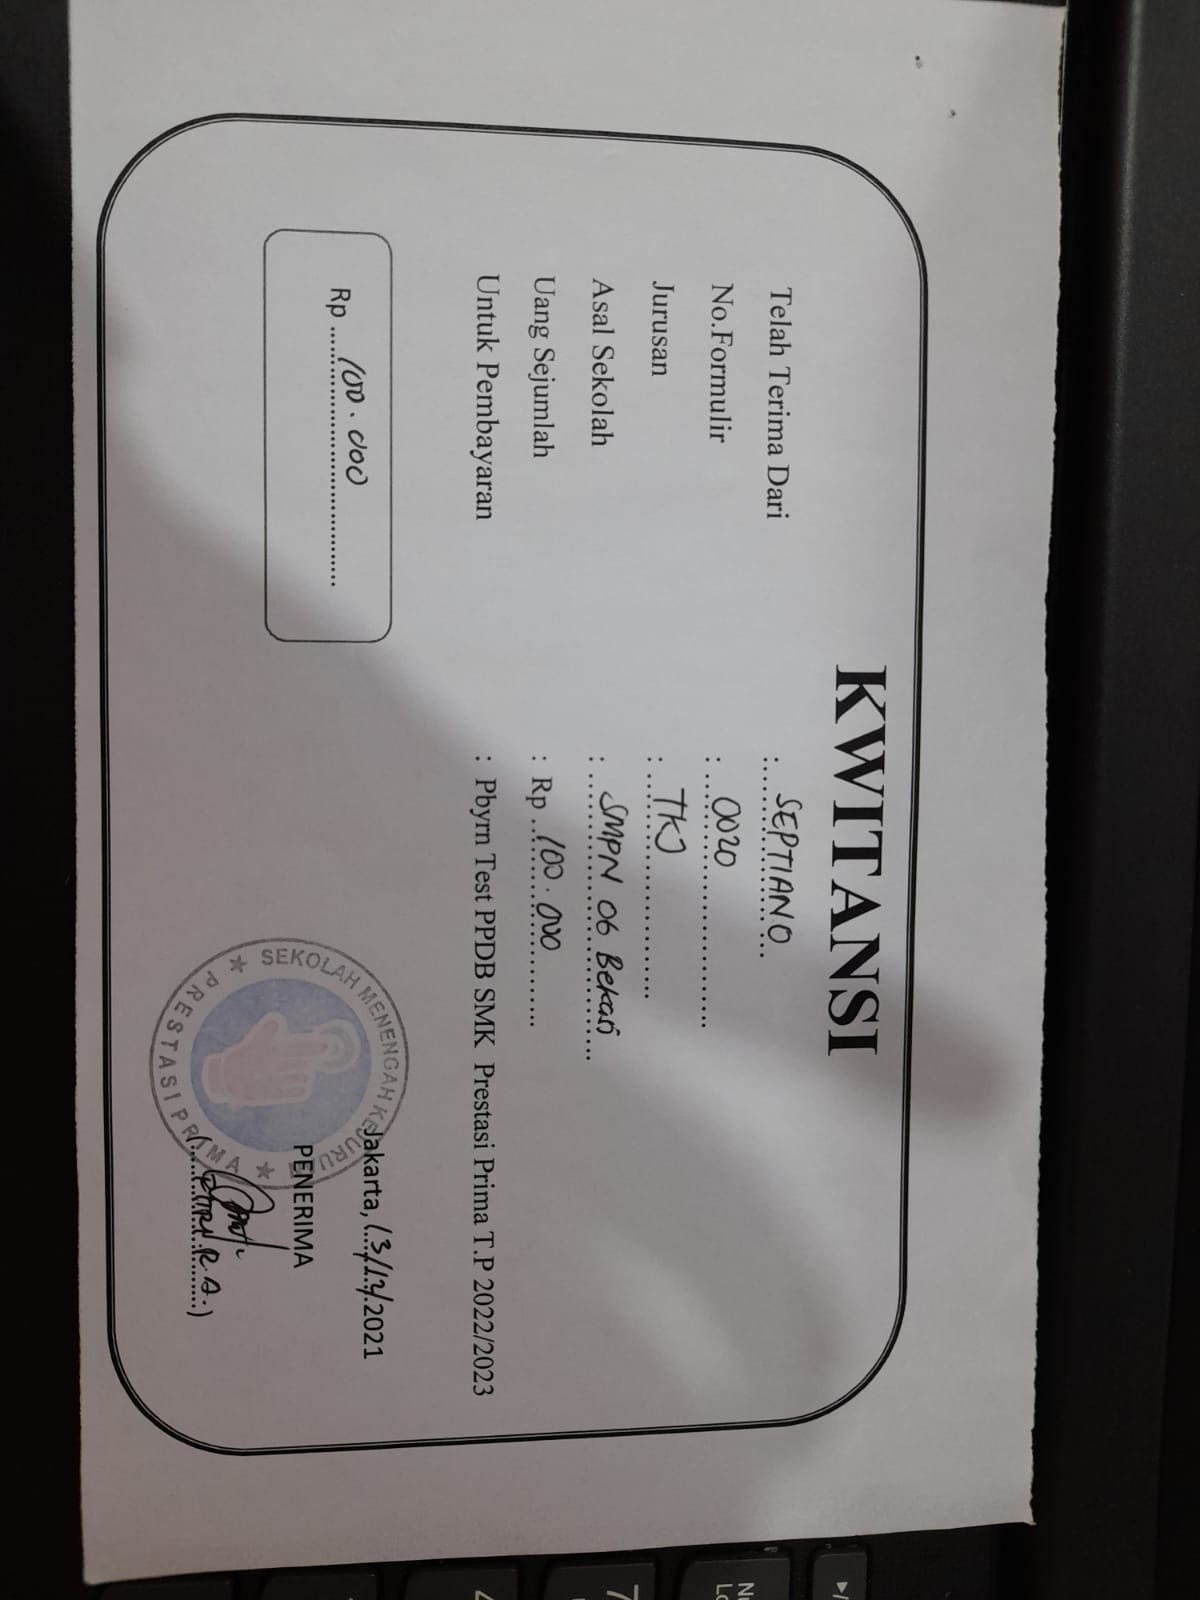 KWITANSI
Telah Terima Dari : SEPTIANO
No.Formulir : 0020
Jurusan : TKJ
Asal Sekolah : SMPN 06 Bekasi
Uang Sejumlah : Rp 100.000
Untuk Pembayaran : Pbyrn Test PPDB SMK Prestasi Prima T.P 2022/2023
Rp 100.000
Jakarta, 13/12/2021
PENERIMA
(R.A.)
SEKOLAH MENENGAH KEJURUAN
★ PRESTASI PRIMA ★